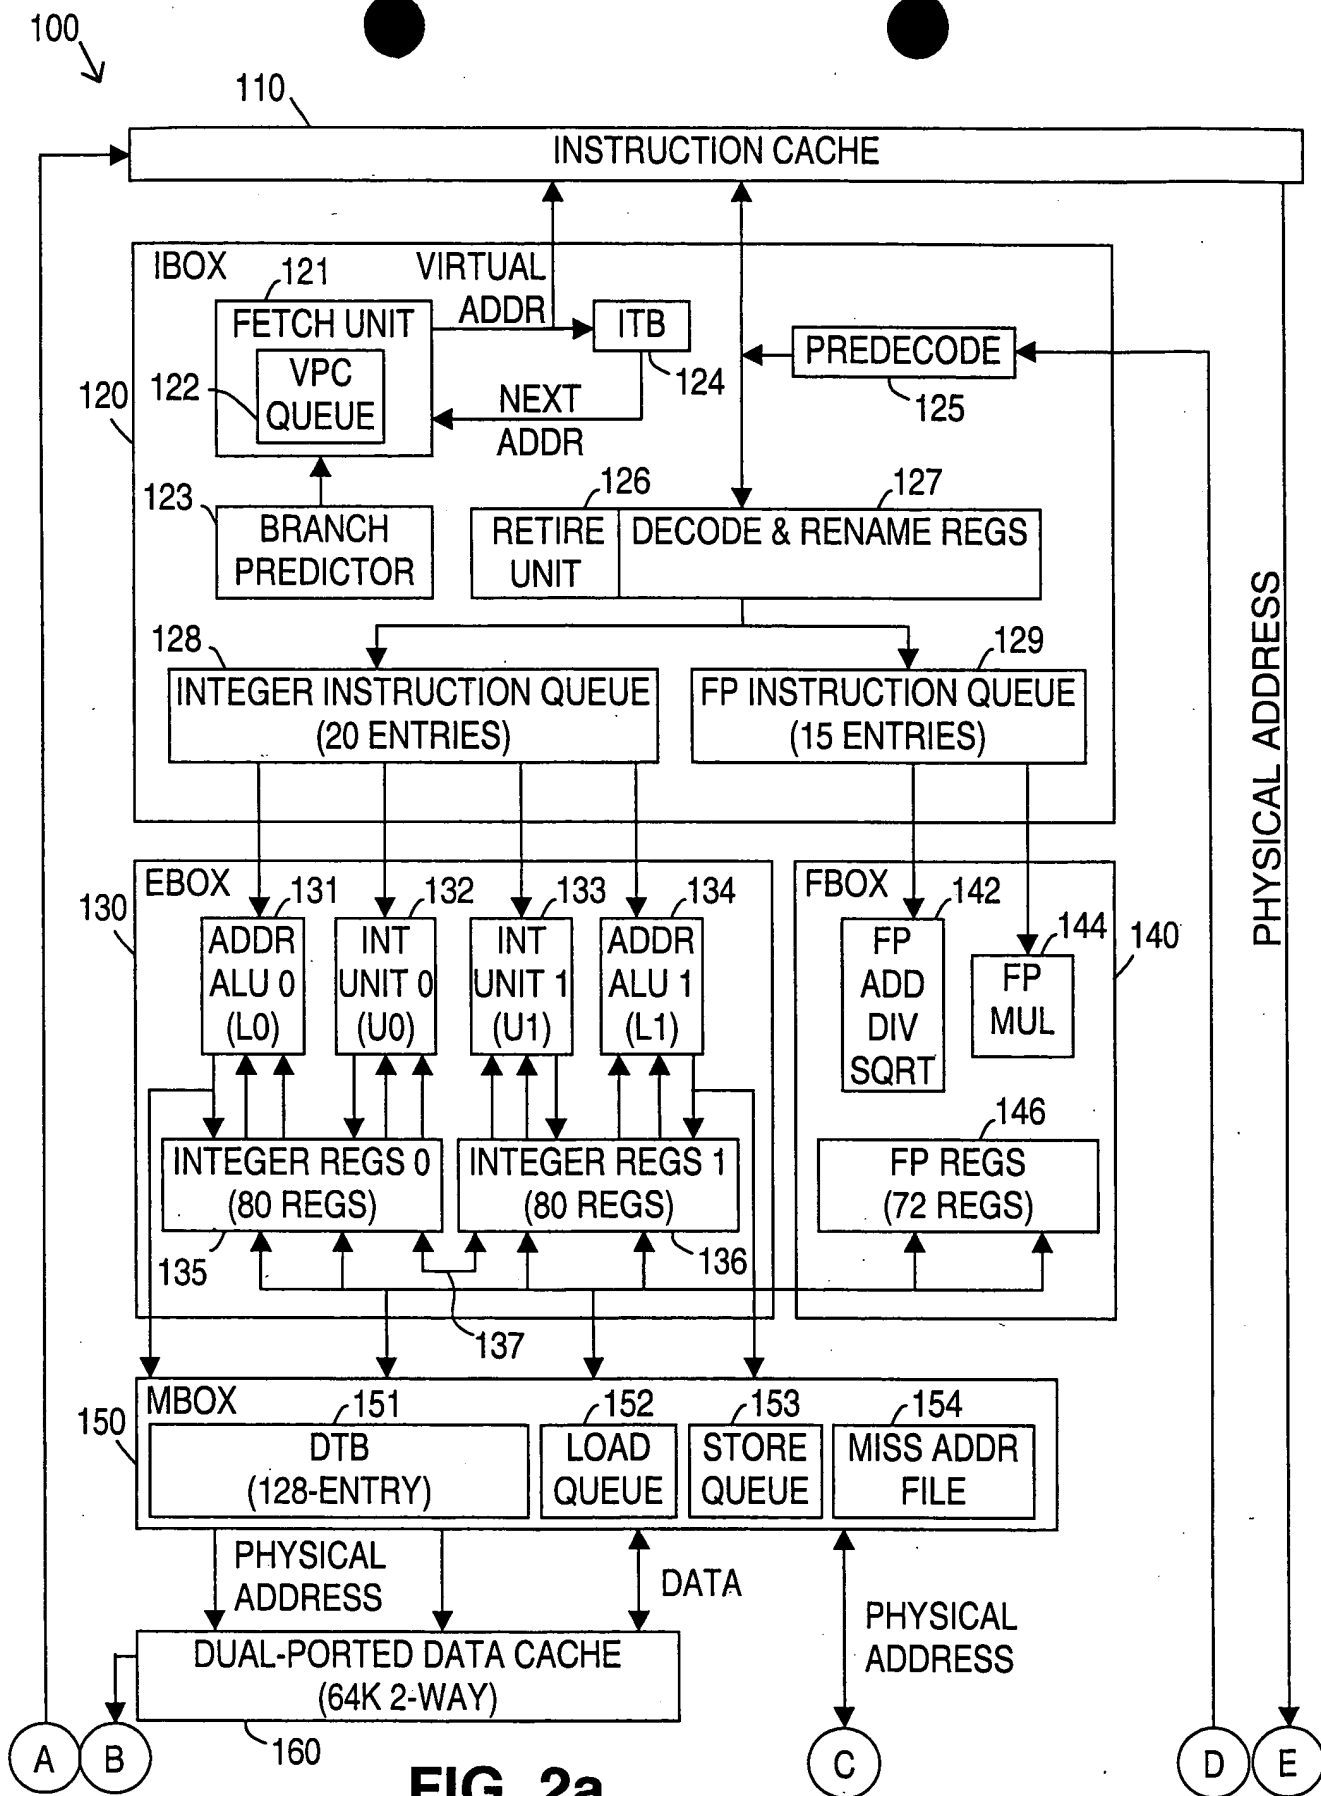 100
110
INSTRUCTION CACHE
IBOX
121
VIRTUAL
ADDR
FETCH UNIT
ITB
VPC
QUEUE
122
124
PREDECODE
125
120
NEXT
ADDR
123
BRANCH
PREDICTOR
126
127
RETIRE
UNIT
DECODE & RENAME REGS
128
129
INTEGER INSTRUCTION QUEUE
(20 ENTRIES)
FP INSTRUCTION QUEUE
(15 ENTRIES)
PHYSICAL ADDRESS
EBOX
131
132
133
134
130
ADDR
ALU 0
(L0)
INT
UNIT 0
(U0)
INT
UNIT 1
(U1)
ADDR
ALU 1
(L1)
FBOX
142
144
140
FP
ADD
DIV
SQRT
FP
MUL
146
INTEGER REGS 0
(80 REGS)
INTEGER REGS 1
(80 REGS)
FP REGS
(72 REGS)
135
136
137
MBOX
150
151
152
153
154
DTB
(128-ENTRY)
LOAD
QUEUE
STORE
QUEUE
MISS ADDR
FILE
PHYSICAL
ADDRESS
DATA
PHYSICAL
ADDRESS
DUAL-PORTED DATA CACHE
(64K 2-WAY)
160
A
B
C
D
E
FIG. 2a